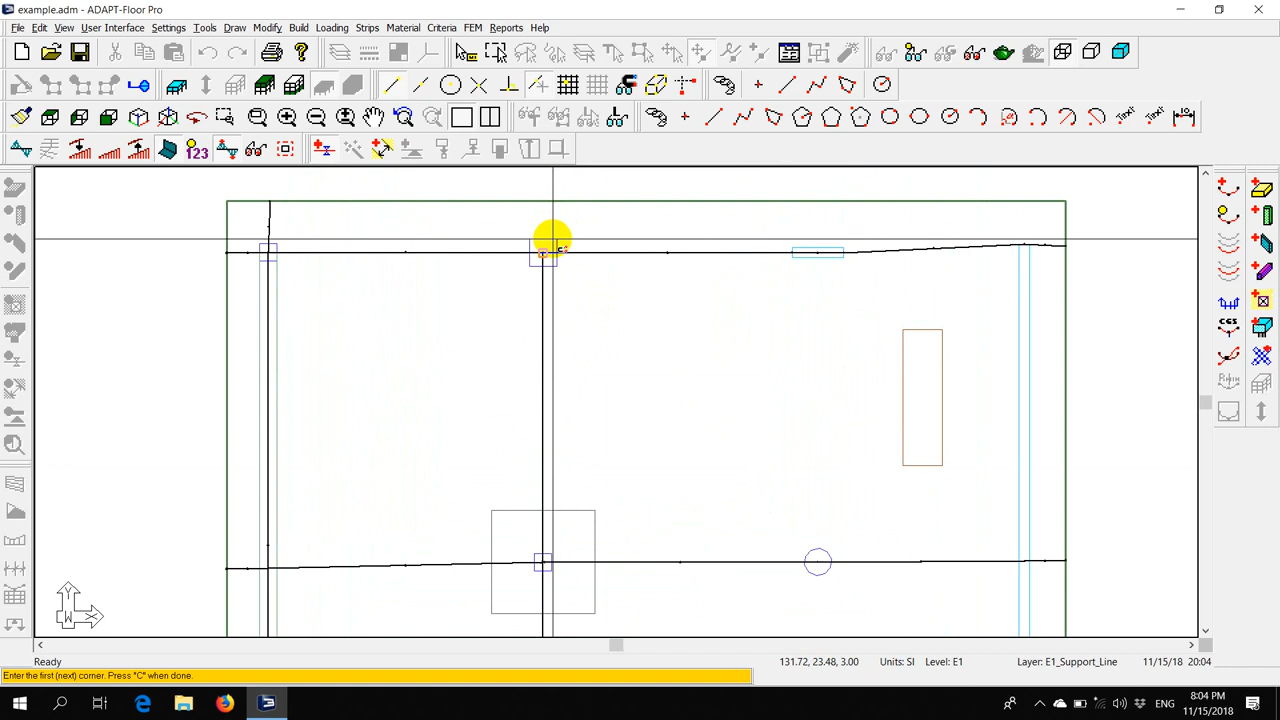 example.adm - ADAPT-Floor Pro
File Edit View User Interface Settings Tools Draw Modify Build Loading Strips Material Criteria FEM Reports Help
123
CGS
Y
W X
Ready
131.72, 23.48, 3.00 Units: SI Level: E1 Layer: E1_Support_Line 11/15/18 20:04
Enter the first (next) corner. Press "C" when done.
ENG
8:04 PM
11/15/2018